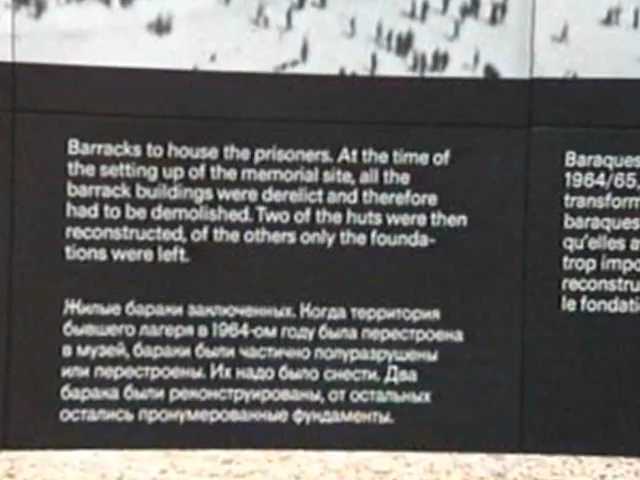 Barracks to house the prisoners. At the time of
the setting up of the memorial site, all the
barrack buildings were derelict and therefore
had to be demolished. Two of the huts were then
reconstructed, of the others only the founda-
tions were left.
Жилые бараки заключенных. Когда территория
бывшего лагеря в 1964-ом году была перестроена
в музей, бараки были частично полуразрушены
или перестроены. Их надо было снести. Два
барака были реконструированы, от остальных
остались пронумерованные фундаменты.
Baraques
1964/65.
transform
baraques
qu'elles a
trop impo
reconstru
le fondati